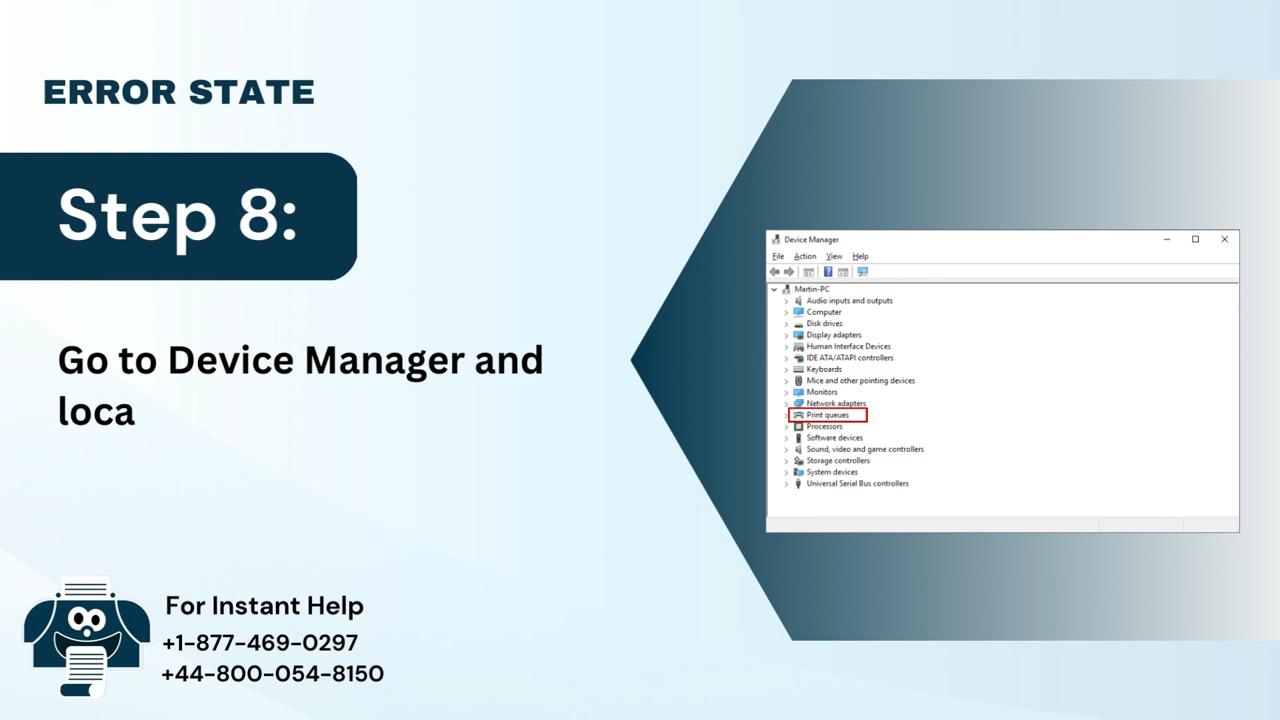 ERROR STATE
Step 8:
Go to Device Manager and
loca
Device Manager
File Action View Help
Martin-PC
Audio inputs and outputs
Computer
Disk drives
Display adapters
Human Interface Devices
IDE ATA/ATAPI controllers
Keyboards
Mice and other pointing devices
Monitors
Network adapters
Print queues
Processors
Software devices
Sound, video and game controllers
Storage controllers
System devices
Universal Serial Bus controllers
For Instant Help
+1-877-469-0297
+44-800-054-8150